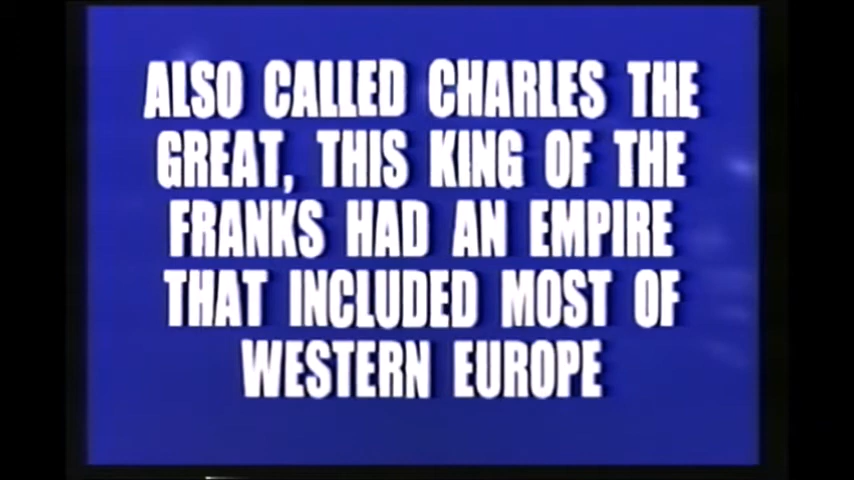 ALSO CALLED CHARLES THE
GREAT, THIS KING OF THE
FRANKS HAD AN EMPIRE
THAT INCLUDED MOST OF
WESTERN EUROPE